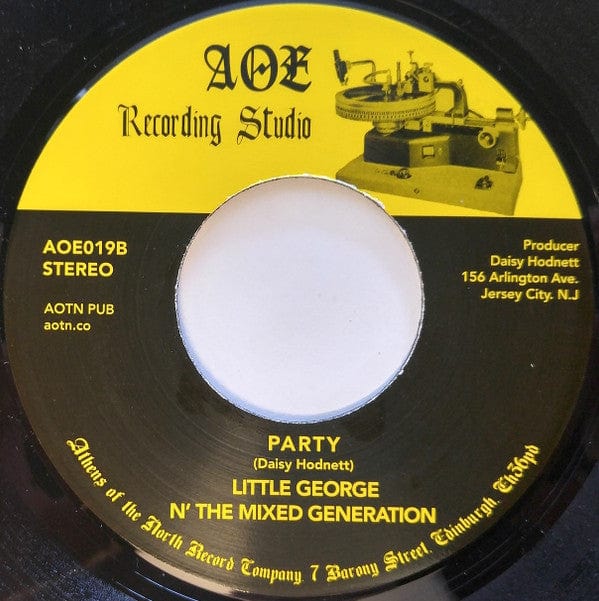 AOE
Recording Studio
AOE019B
STEREO
AOTN PUB
aotn.co
Producer
Daisy Hodnett
156 Arlington Ave.
Jersey City. N.J
PARTY
(Daisy Hodnett)
LITTLE GEORGE
N' THE MIXED GENERATION
Athens of the North Record Company. 7 Barony Street. Edinburgh. Eh36pd